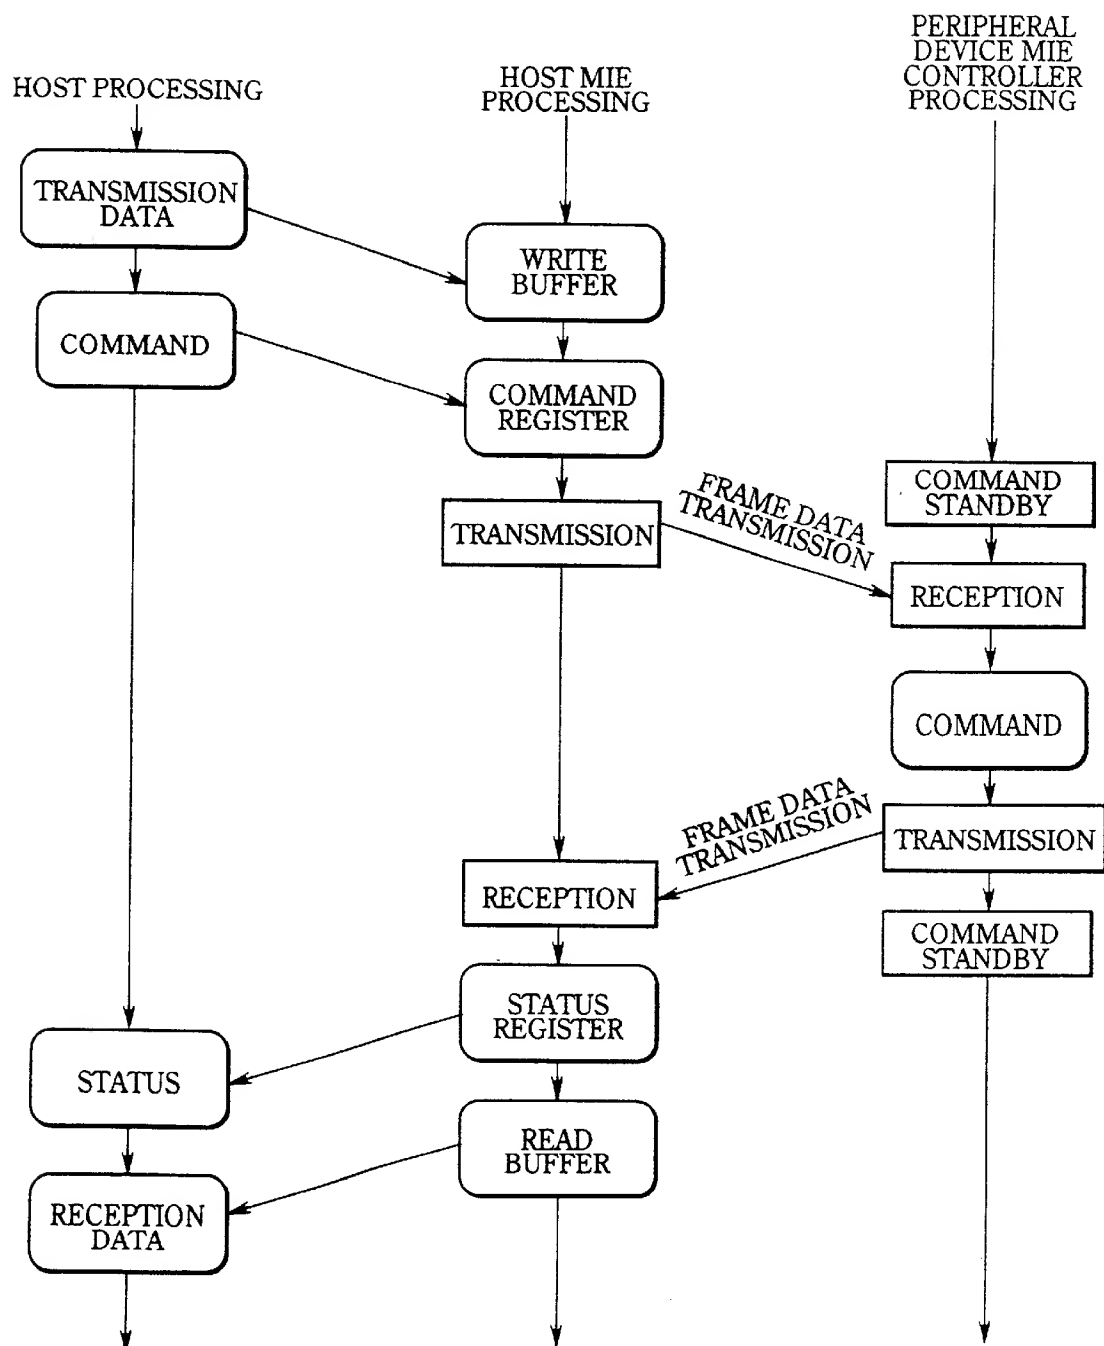 HOST PROCESSING
HOST MIE
PROCESSING
PERIPHERAL
DEVICE MIE
CONTROLLER
PROCESSING
TRANSMISSION
DATA
WRITE
BUFFER
COMMAND
COMMAND
REGISTER
COMMAND
STANDBY
TRANSMISSION
FRAME DATA
TRANSMISSION
RECEPTION
COMMAND
FRAME DATA
TRANSMISSION
TRANSMISSION
RECEPTION
COMMAND
STANDBY
STATUS
REGISTER
STATUS
READ
BUFFER
RECEPTION
DATA